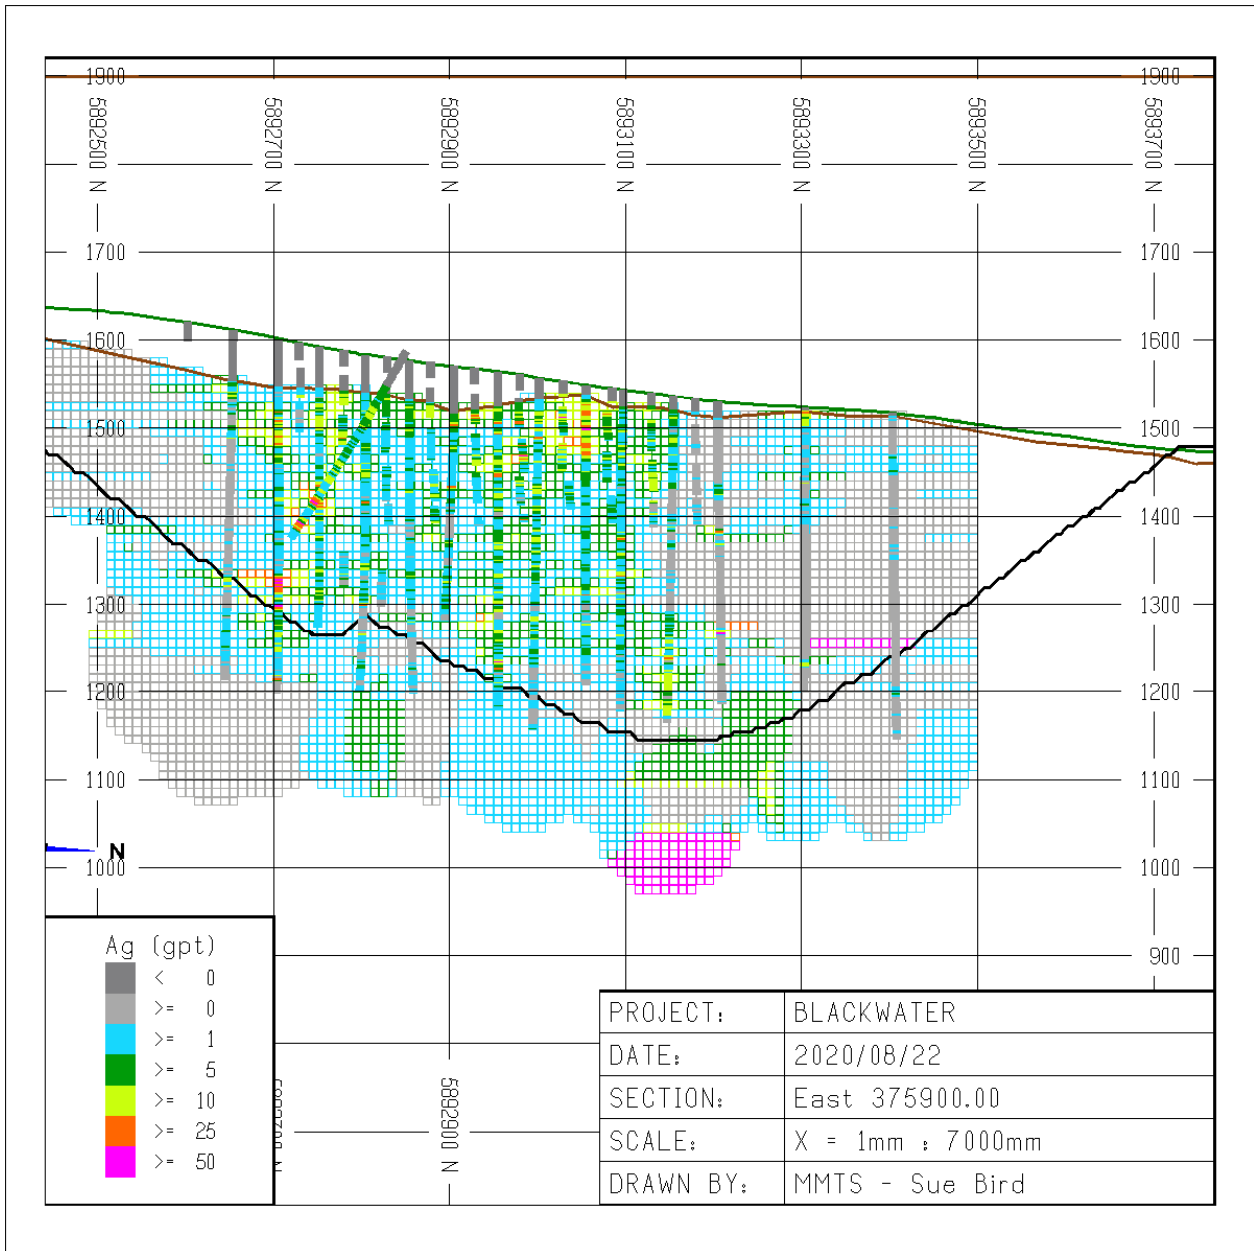 1900
1900
5892500 N
5892700 N
5892900 N
5893100 N
5893300 N
5893500 N
5893700 N
1700
1700
1600
1600
1500
1500
1400
1400
1300
1300
1200
1200
1100
1100
N
1000
1000
900
Ag (gpt)
< 0
>= 0
>= 1
>= 5
>= 10
>= 25
>= 50
5892900 N
PROJECT: BLACKWATER
DATE: 2020/08/22
SECTION: East 375900.00
SCALE: X = 1mm : 7000mm
DRAWN BY: MMTS - Sue Bird